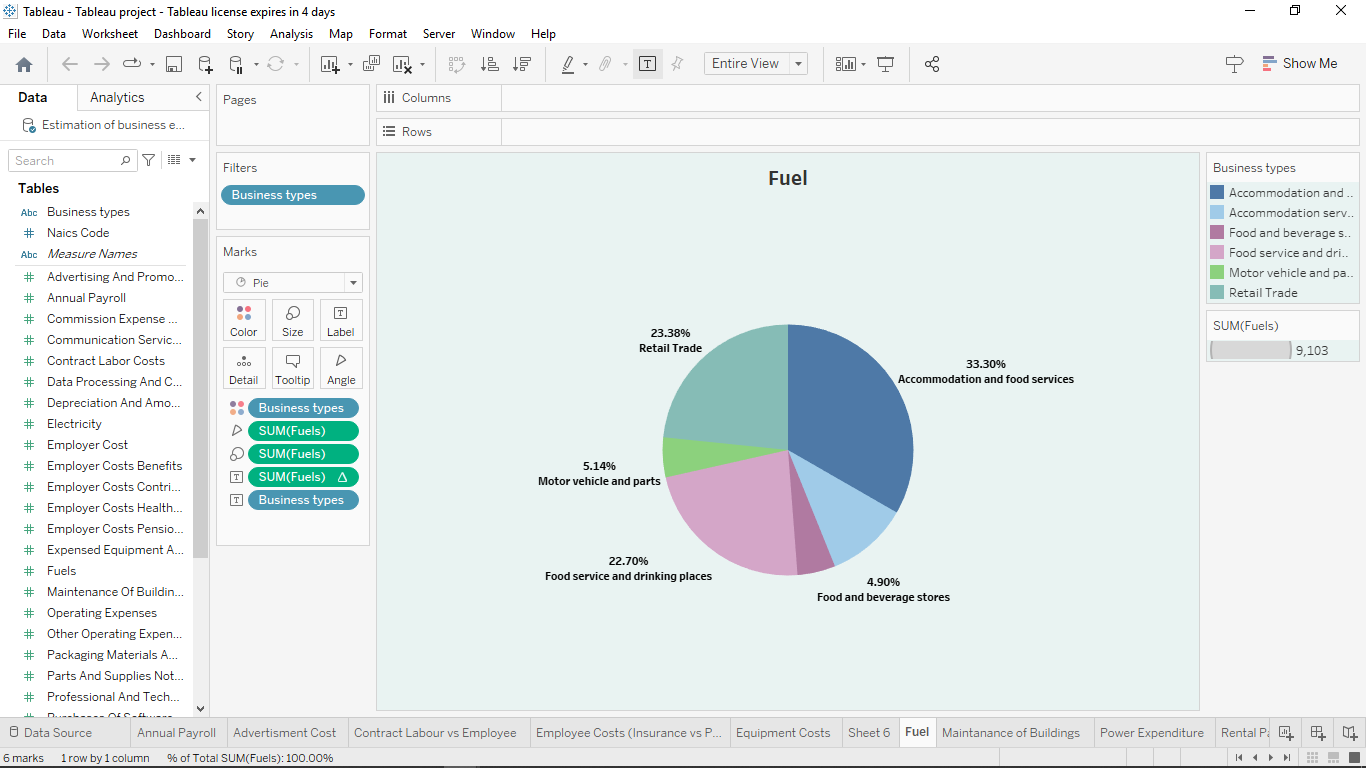 Tableau - Tableau project - Tableau license expires in 4 days
File Data Worksheet Dashboard Story Analysis Map Format Server Window Help
Entire View
Show Me
Data Analytics
Estimation of business e...
Search
Tables
Abc Business types
# Naics Code
Abc Measure Names
# Advertising And Promo...
# Annual Payroll
# Commission Expense ...
# Communication Servic...
# Contract Labor Costs
# Data Processing And C...
# Depreciation And Amo...
# Electricity
# Employer Cost
# Employer Costs Benefits
# Employer Costs Contri...
# Employer Costs Health...
# Employer Costs Pensio...
# Expensed Equipment A...
# Fuels
# Maintenance Of Buildin...
# Operating Expenses
# Other Operating Expen...
# Packaging Materials A...
# Parts And Supplies Not...
# Professional And Tech...
Pages
Filters
Business types
Marks
Pie
Color Size Label
Detail Tooltip Angle
Business types
SUM(Fuels)
SUM(Fuels)
SUM(Fuels) Δ
Business types
Columns
Rows
Fuel
23.38%
Retail Trade
33.30%
Accommodation and food services
5.14%
Motor vehicle and parts
22.70%
Food service and drinking places
4.90%
Food and beverage stores
Business types
Accommodation and ..
Accommodation serv..
Food and beverage s..
Food service and dri..
Motor vehicle and pa..
Retail Trade
SUM(Fuels)
9,103
Data Source Annual Payroll Advertisment Cost Contract Labour vs Employee Employee Costs (Insurance vs P... Equipment Costs Sheet 6 Fuel Maintanance of Buildings Power Expenditure Rental Pa
6 marks 1 row by 1 column % of Total SUM(Fuels): 100.00%